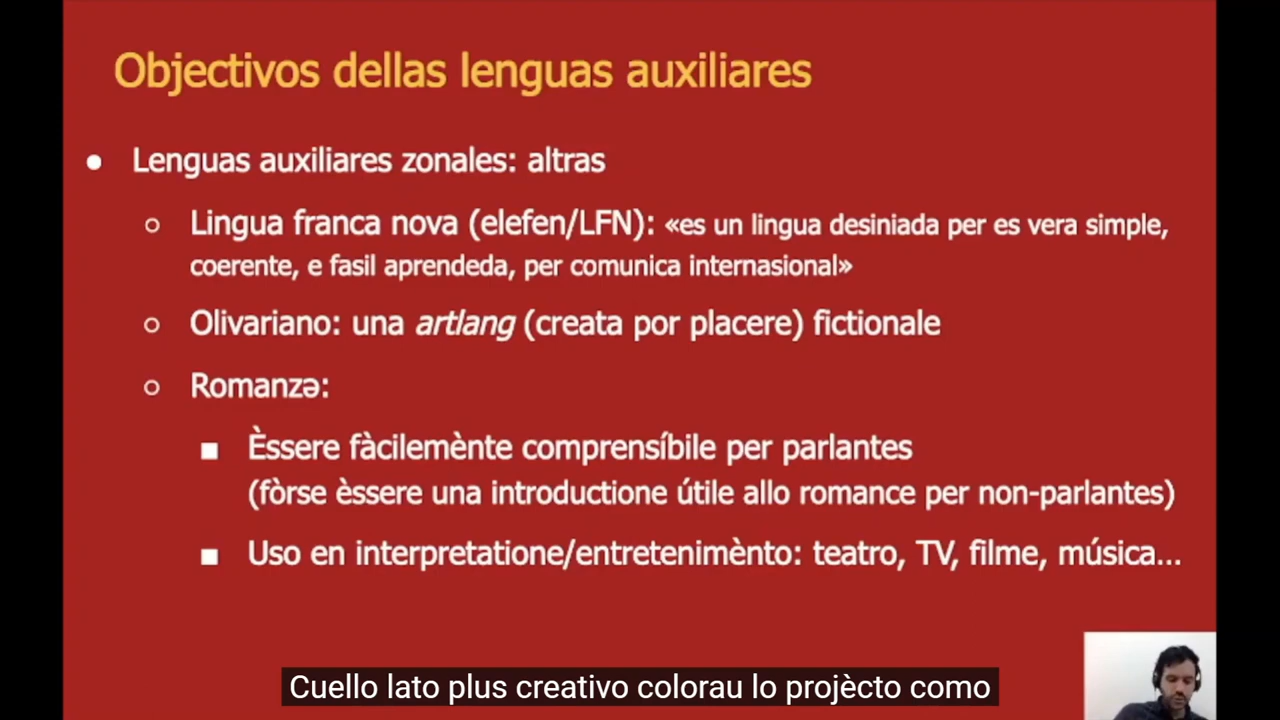 Objectivos dellas lenguas auxiliares
Lenguas auxiliares zonales: altras
Lingua franca nova (elefen/LFN): «es un lingua desiniada per es vera simple,
coerente, e fasil aprendeda, per comunica internasional»
Olivariano: una artlang (creata por placere) fictionale
Romanzə:
Èssere fàcilemènte comprensíbile per parlantes
(fòrse èssere una introductione útile allo romance per non-parlantes)
Uso en interpretatione/entretenimènto: teatro, TV, filme, música...
Cuello lato plus creativo colorau lo projècto como